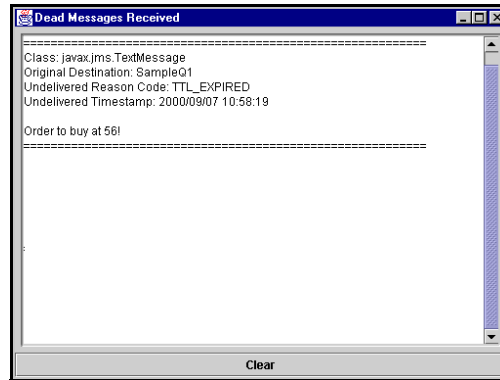 Dead Messages Received
===========================================================
Class: javax.jms.TextMessage
Original Destination: SampleQ1
Undelivered Reason Code: TTL_EXPIRED
Undelivered Timestamp: 2000/09/07 10:58:19
Order to buy at 56!
===========================================================
Clear